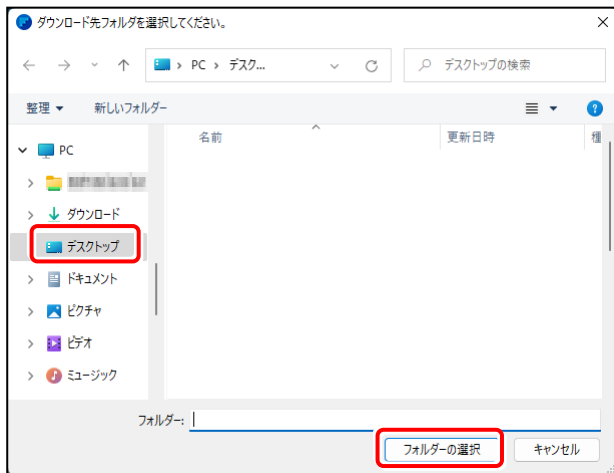 ダウンロード先フォルダを選択してください。
PC › デスク...
デスクトップの検索
整理
新しいフォルダー
名前
更新日時
種
PC
ダウンロード
デスクトップ
ドキュメント
ピクチャ
ビデオ
ミュージック
フォルダー:
フォルダーの選択
キャンセル